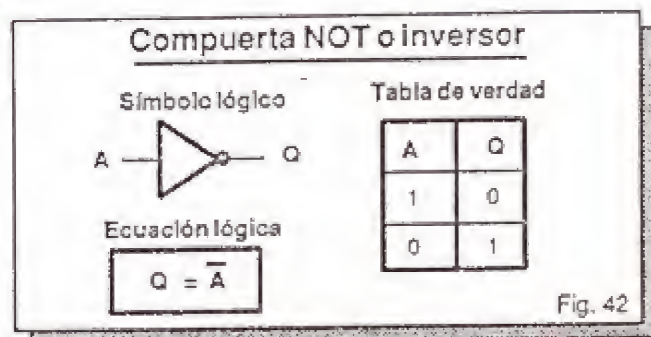 Compuerta NOT o inversor
Símbolo lógico
A Q
Ecuación lógica
Q = A̅
Tabla de verdad
A Q
1 0
0 1
Fig. 42